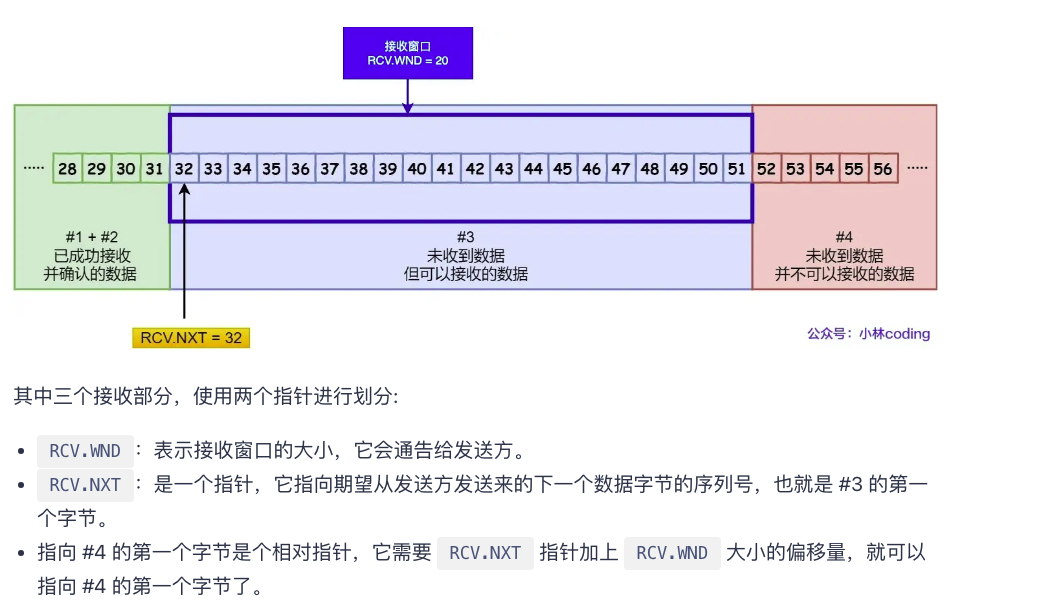 接收窗口
RCV.WND = 20
····· 28 29 30 31 32 33 34 35 36 37 38 39 40 41 42 43 44 45 46 47 48 49 50 51 52 53 54 55 56 ·····
#1 + #2
已成功接收
并确认的数据
#3
未收到数据
但可以接收的数据
#4
未收到数据
并不可以接收的数据
RCV.NXT = 32
公众号：小林coding
其中三个接收部分，使用两个指针进行划分:
• RCV.WND ：表示接收窗口的大小，它会通告给发送方。
• RCV.NXT ：是一个指针，它指向期望从发送方发送来的下一个数据字节的序列号，也就是 #3 的第一
个字节。
• 指向 #4 的第一个字节是个相对指针，它需要 RCV.NXT 指针加上 RCV.WND 大小的偏移量，就可以
指向 #4 的第一个字节了。